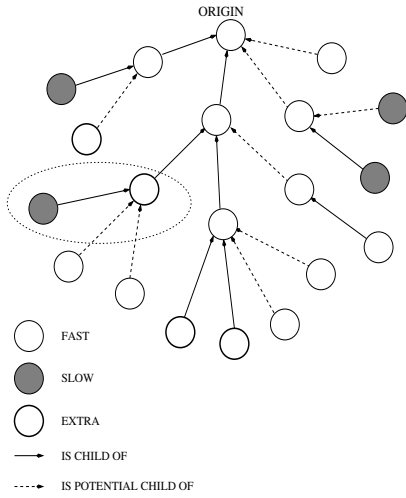 ORIGIN
FAST
SLOW
EXTRA
IS CHILD OF
IS POTENTIAL CHILD OF